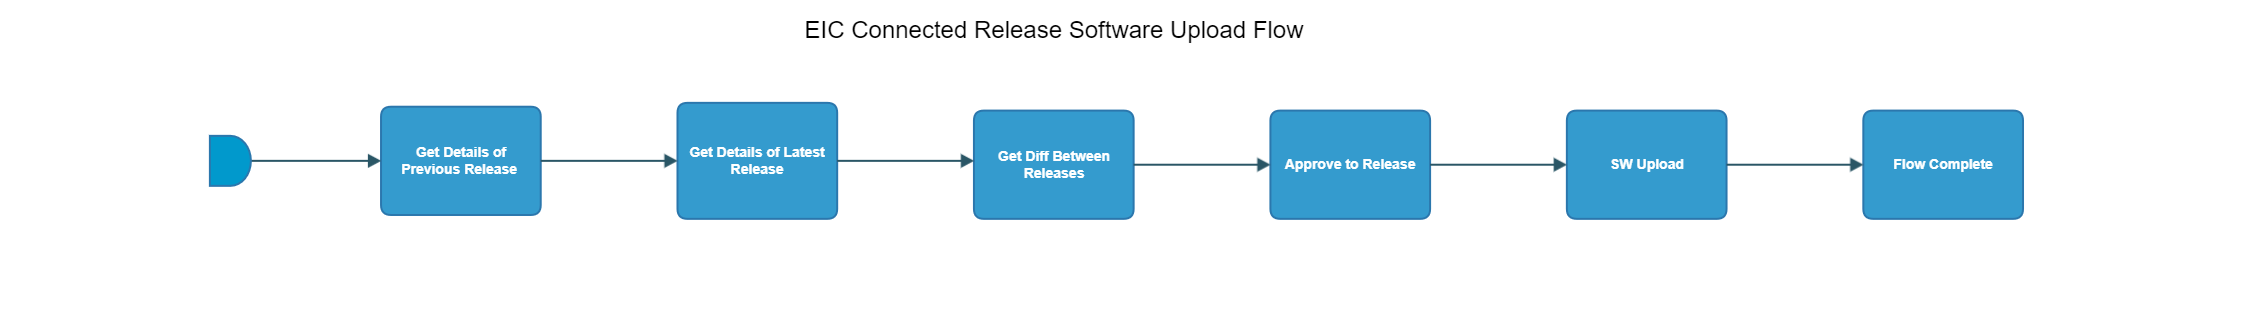 EIC Connected Release Software Upload Flow
Get Details of
Previous Release
Get Details of Latest
Release
Get Diff Between
Releases
Approve to Release
SW Upload
Flow Complete